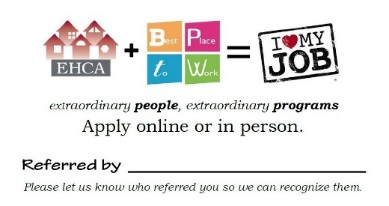 EHCA + Best Place to Work = I ♥ MY JOB
extraordinary people, extraordinary programs
Apply online or in person.
Referred by
Please let us know who referred you so we can recognize them.